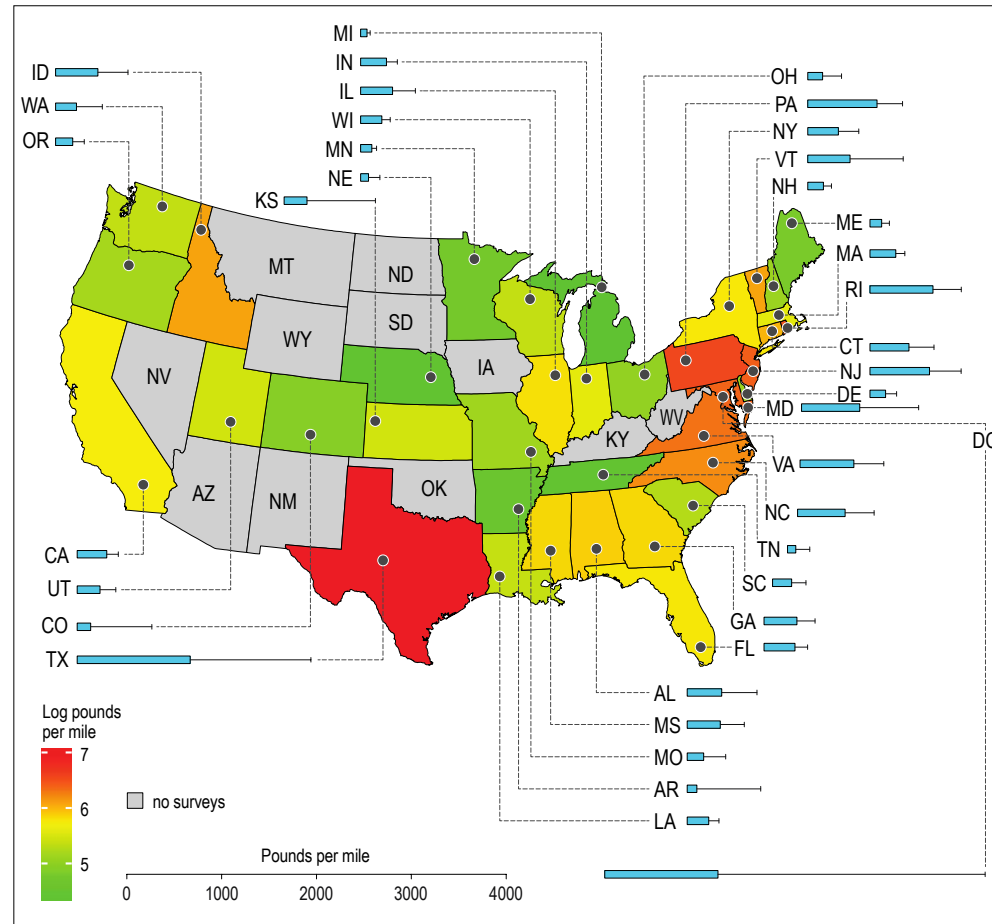 MI
IN
IL
WI
MN
NE
KS
ID
WA
OR
OH
PA
NY
VT
NH
ME
MA
RI
CT
NJ
DE
MD
DC
VA
NC
TN
SC
GA
FL
MT
ND
SD
WY
NV
IA
WV
KY
AZ
NM
OK
CA
UT
CO
TX
AL
MS
MO
AR
LA
Log pounds
per mile
7
6
5
no surveys
Pounds per mile
0 1000 2000 3000 4000